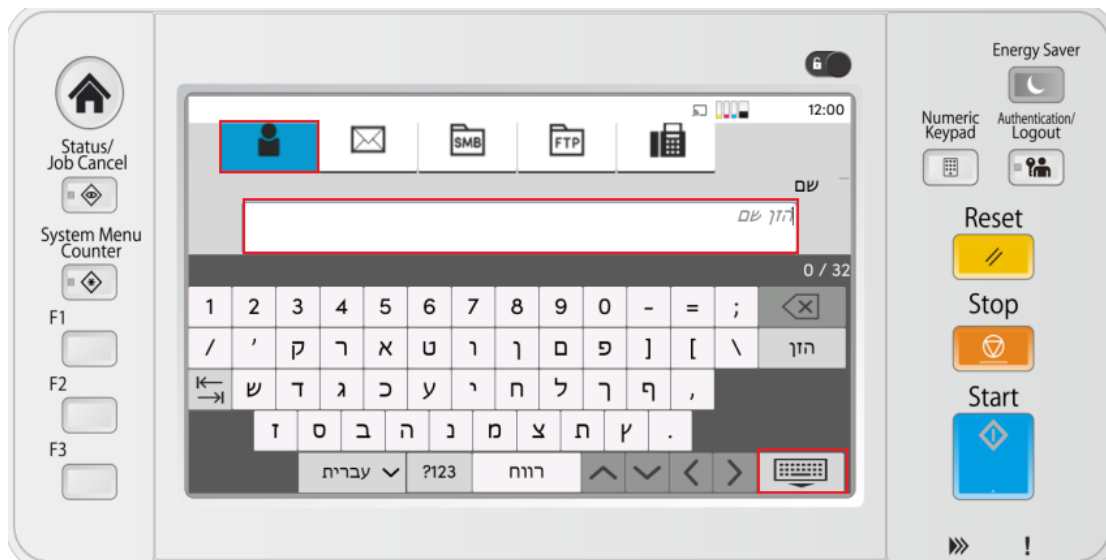 Energy Saver
12:00
Numeric
Keypad
Authentication/
Logout
Status/
Job Cancel
SMB
FTP
שם
הזן שם
System Menu
Counter
Reset
0 / 32
1 2 3 4 5 6 7 8 9 0 - = ;
F1
Stop
/ ' ק ר א ט ו ן ם פ ] [ \ הזן
F2
ש ד ג כ ע י ח ל ך ף ,
Start
ז ס ב ה נ מ צ ת ץ .
F3
עברית ?123 רווח
!